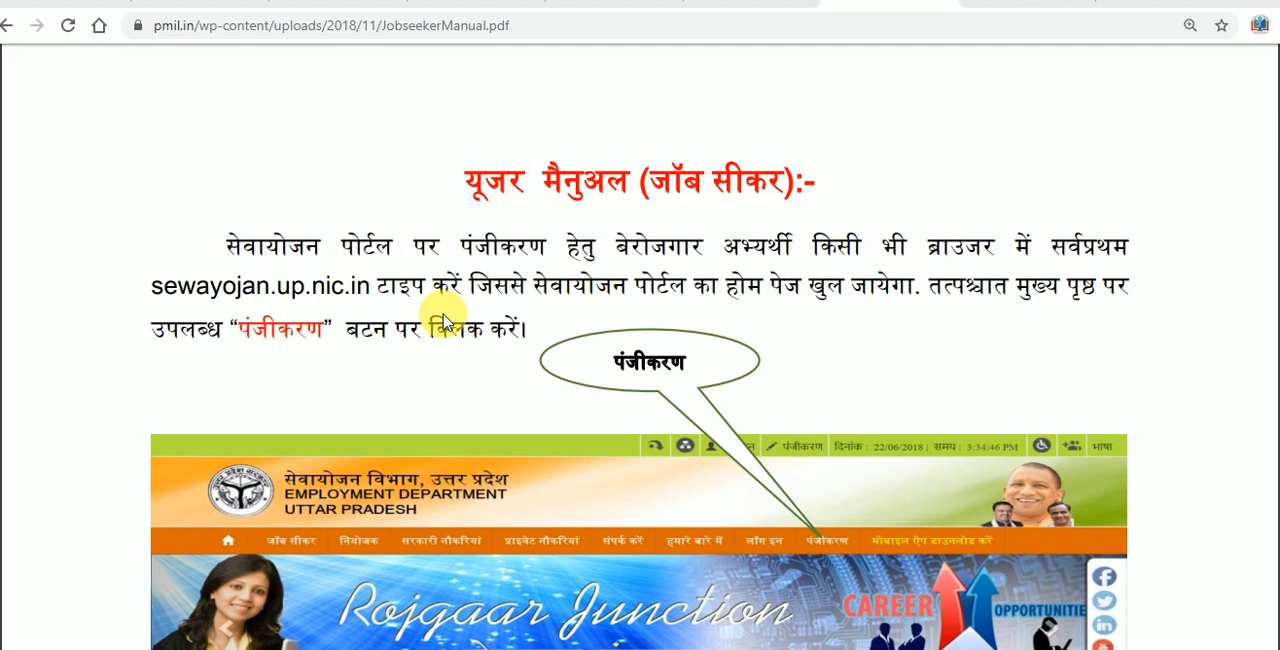 pmil.in/wp-content/uploads/2018/11/JobseekerManual.pdf
यूजर मैनुअल (जॉब सीकर):-
सेवायोजन पोर्टल पर पंजीकरण हेतु बेरोजगार अभ्यर्थी किसी भी ब्राउजर में सर्वप्रथम
sewayojan.up.nic.in टाइप करें जिससे सेवायोजन पोर्टल का होम पेज खुल जायेगा. तत्पश्चात मुख्य पृष्ठ पर
उपलब्ध “पंजीकरण” बटन पर क्लिक करें।
पंजीकरण
पंजीकरण दिनांक : 22/06/2018 | समय : 3:34:46 PM भाषा
सेवायोजन विभाग, उत्तर प्रदेश
EMPLOYMENT DEPARTMENT
UTTAR PRADESH
जॉब सीकर नियोजक सरकारी नौकरियां प्राइवेट नौकरियां संपर्क करें हमारे बारे में लॉग इन पंजीकरण मोबाइल ऐप डाउनलोड करें
Rojgaar Junction
CAREER OPPORTUNITIE